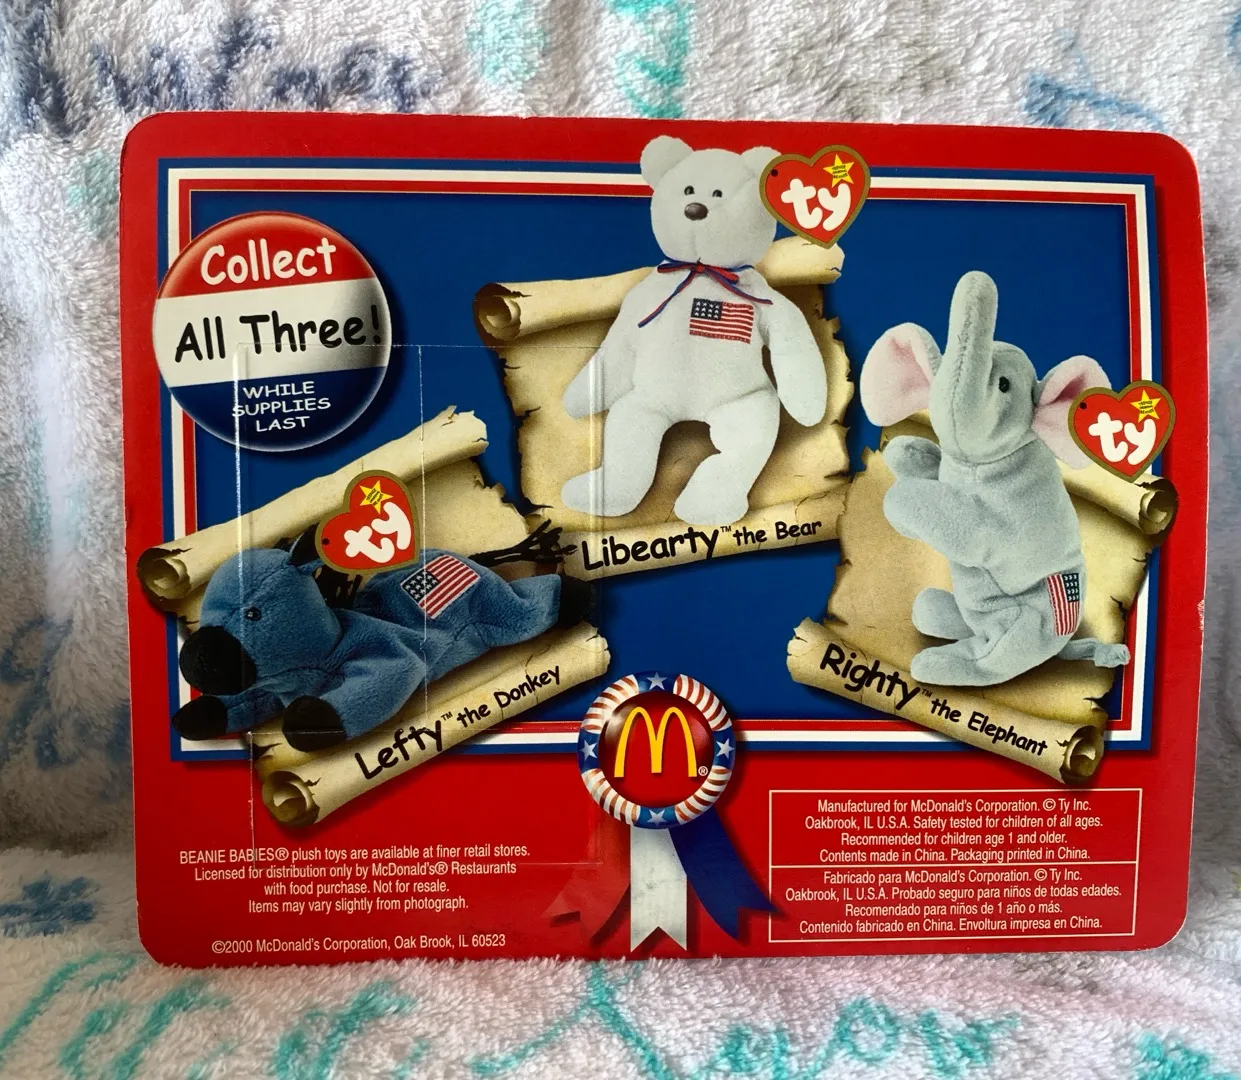 Collect
All Three!
WHILE
SUPPLIES
LAST
ty
ty
ty
ty
Libearty™ the Bear
Lefty™ the Donkey
Righty™ the Elephant
M®
BEANIE BABIES® plush toys are available at finer retail stores.
Licensed for distribution only by McDonald's® Restaurants
with food purchase. Not for resale.
Items may vary slightly from photograph.
©2000 McDonald's Corporation, Oak Brook, IL 60523
Manufactured for McDonald's Corporation. © Ty Inc.
Oakbrook, IL U.S.A. Safety tested for children of all ages.
Recommended for children age 1 and older.
Contents made in China. Packaging printed in China.
Fabricado para McDonald's Corporation. © Ty Inc.
Oakbrook, IL U.S.A. Probado seguro para niños de todas edades.
Recomendado para niños de 1 año o más.
Contenido fabricado en China. Envoltura impresa en China.